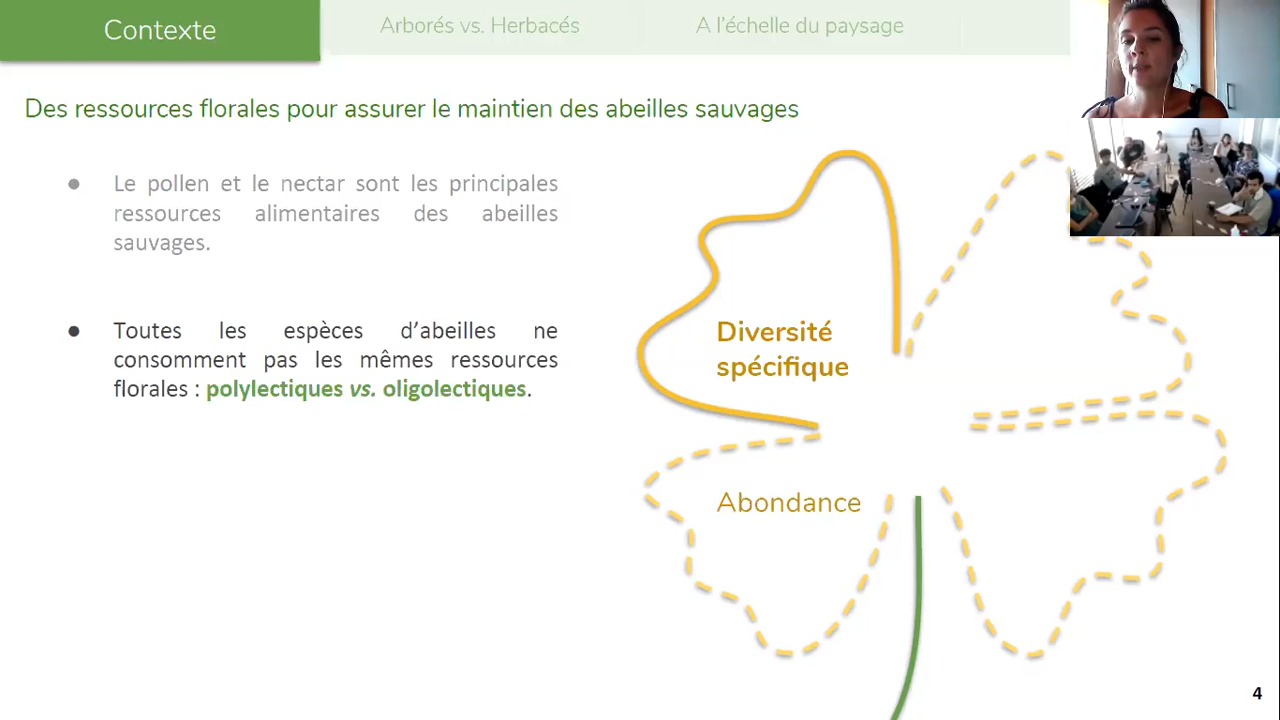 Contexte
Arborés vs. Herbacés
A l'échelle du paysage
Des ressources florales pour assurer le maintien des abeilles sauvages
● Le pollen et le nectar sont les principales
ressources alimentaires des abeilles
sauvages.
● Toutes les espèces d'abeilles ne
consomment pas les mêmes ressources
florales : polylectiques vs. oligolectiques.
Diversité
spécifique
Abondance
4